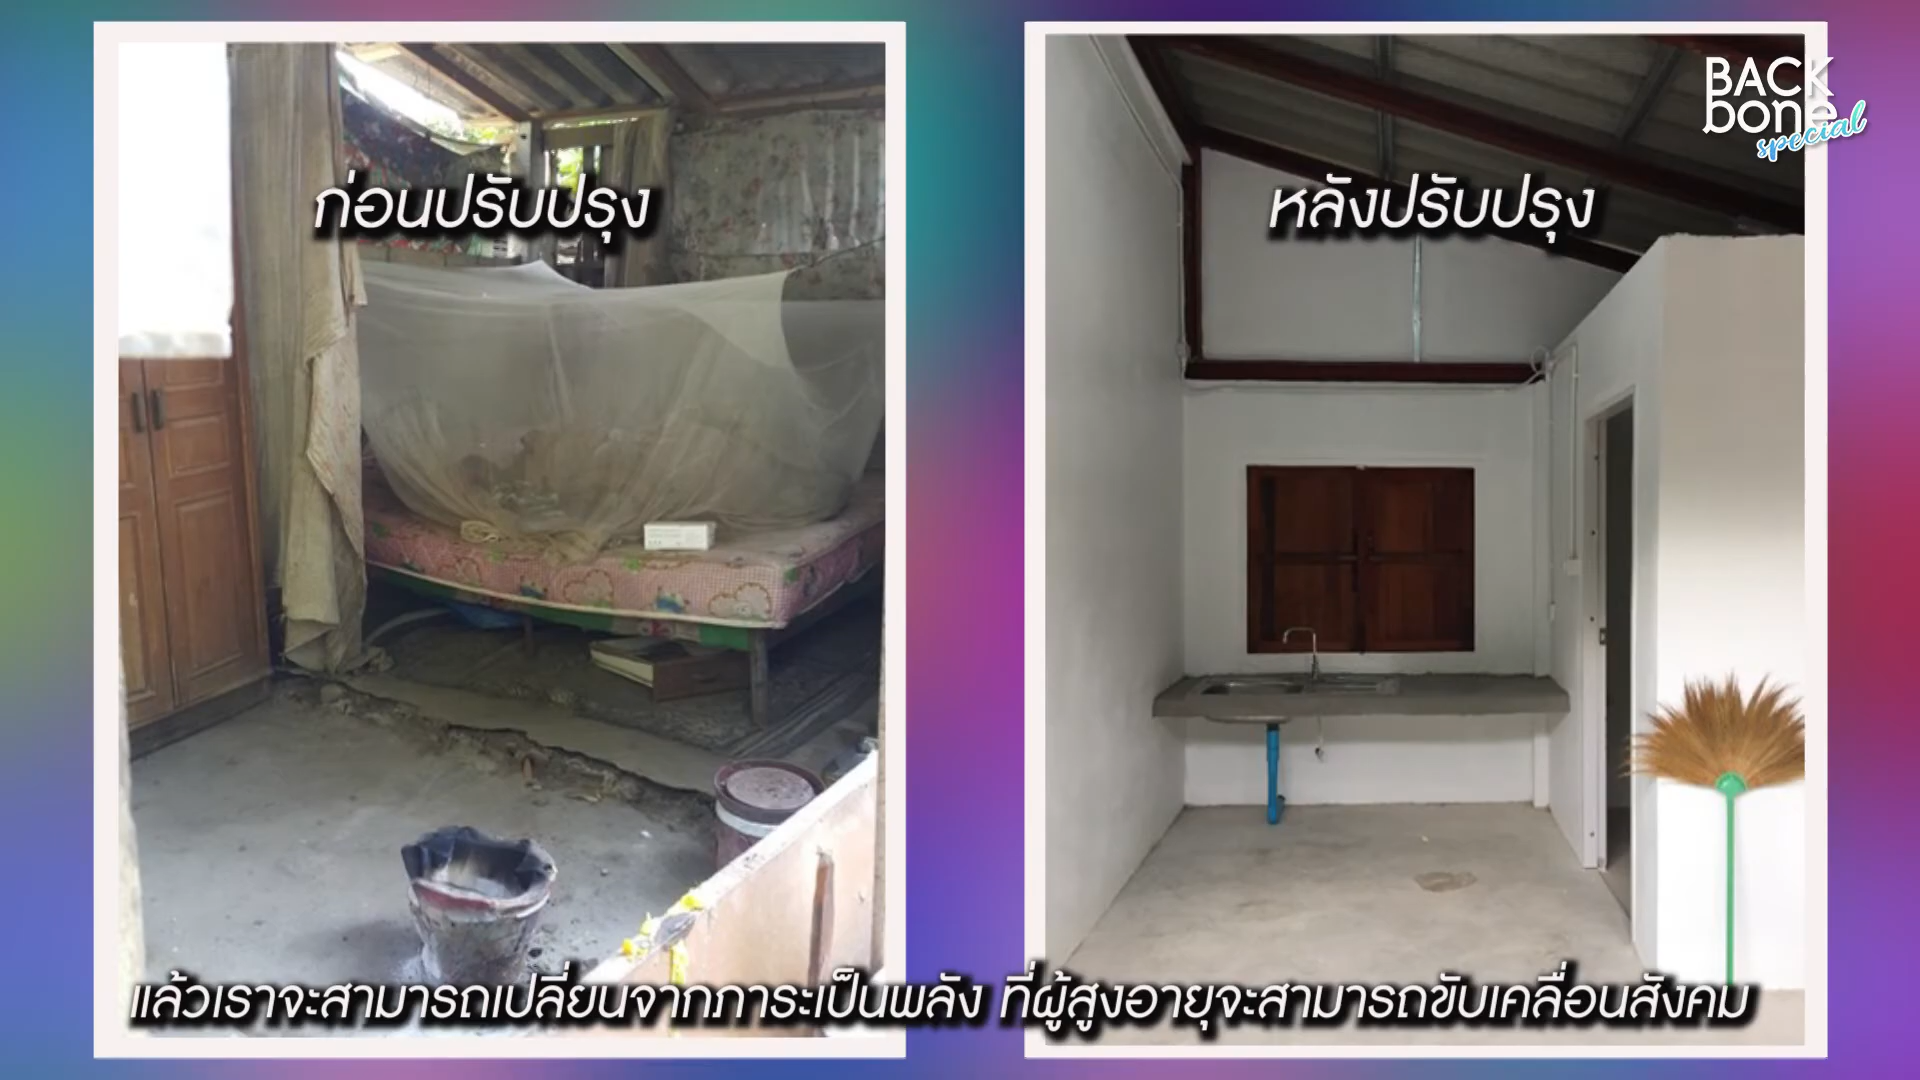 BACK
bone
special
ก่อนปรับปรุง
หลังปรับปรุง
แล้วเราจะสามารถเปลี่ยนจากภาระเป็นพลัง ที่ผู้สูงอายุจะสามารถขับเคลื่อนสังคม